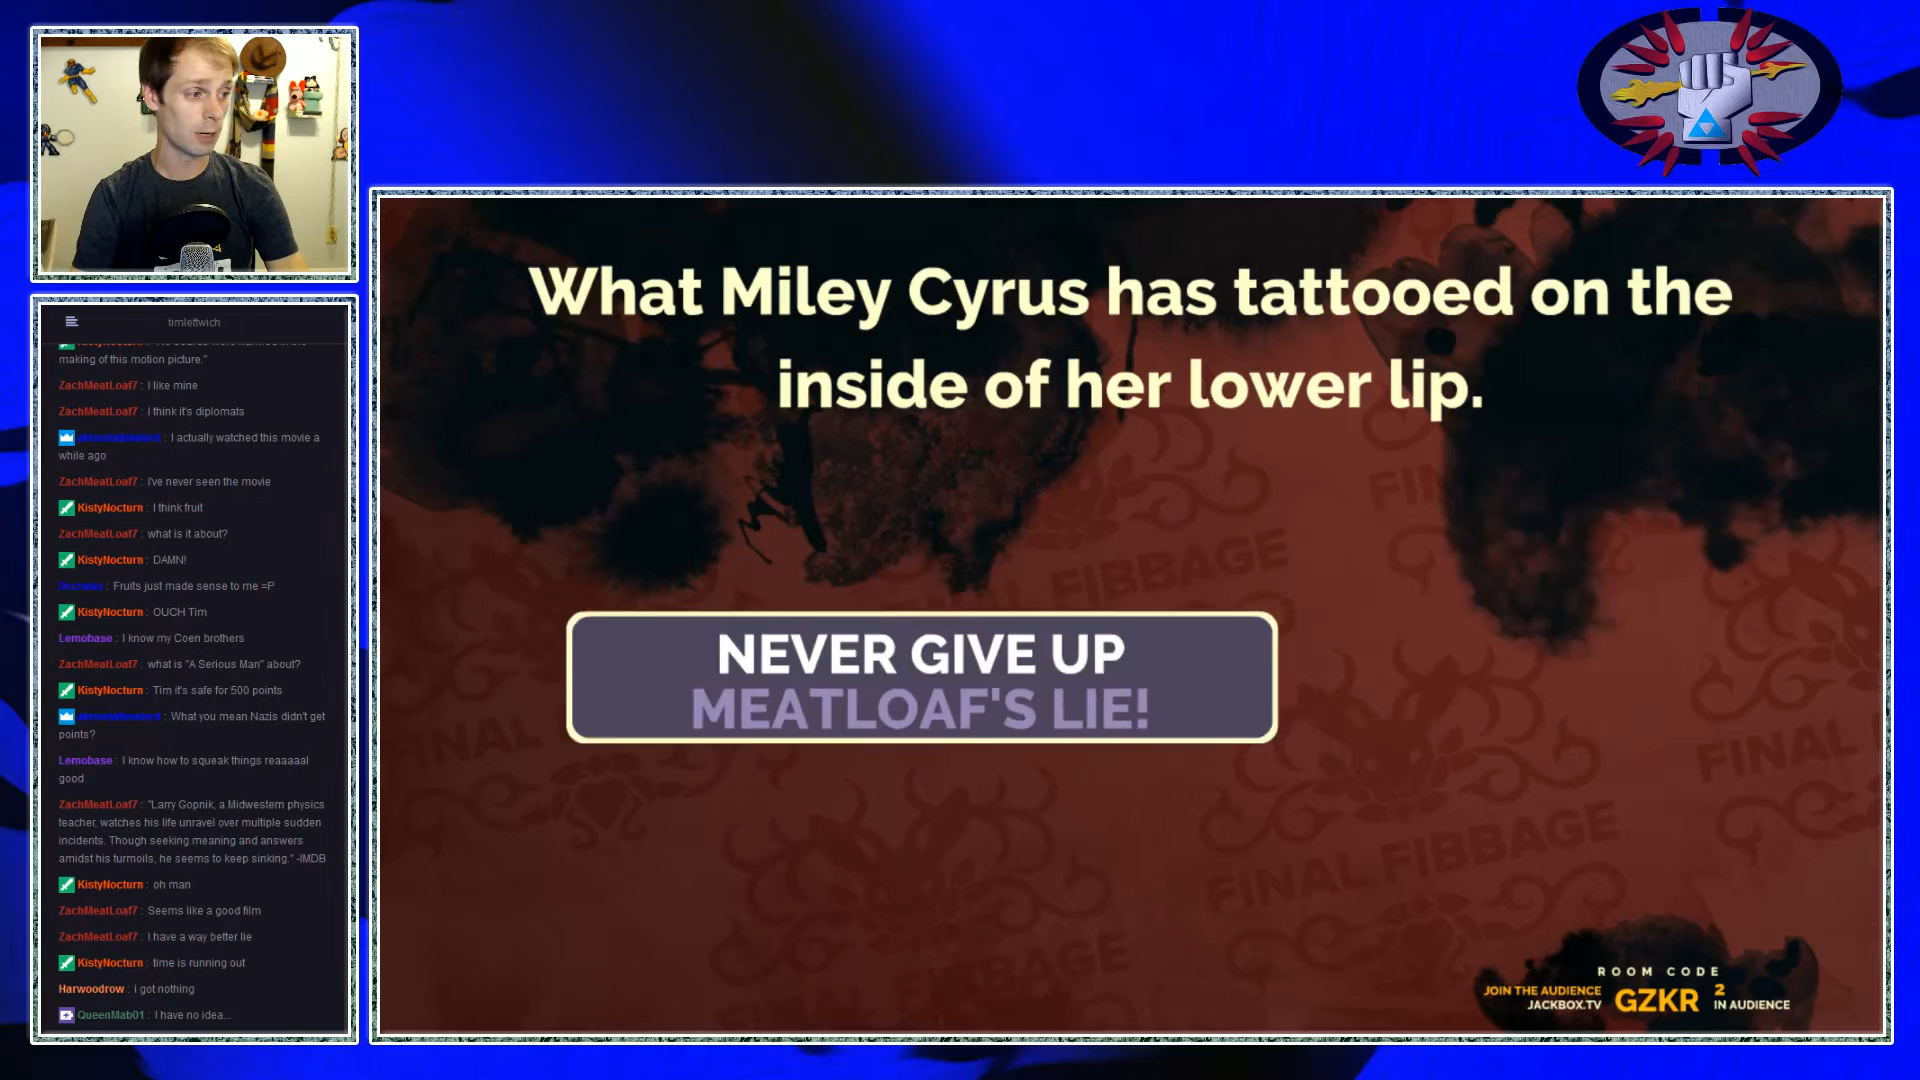 timleftwich
making of this motion picture."
ZachMeatLoaf7 : I like mine
ZachMeatLoaf7 : I think it's diplomats
: I actually watched this movie a
while ago
ZachMeatLoaf7 : I've never seen the movie
KistyNocturn : I think fruit
ZachMeatLoaf7 : what is it about?
KistyNocturn : DAMN!
: Fruits just made sense to me =P
KistyNocturn : OUCH Tim
Lemobase : I know my Coen brothers
ZachMeatLoaf7 : what is "A Serious Man" about?
KistyNocturn : Tim it's safe for 500 points
: What you mean Nazis didn't get
points?
Lemobase : I know how to squeak things reaaaaal
good
ZachMeatLoaf7 : "Larry Gopnik, a Midwestern physics
teacher, watches his life unravel over multiple sudden
incidents. Though seeking meaning and answers
amidst his turmoils, he seems to keep sinking." -IMDB
KistyNocturn : oh man
ZachMeatLoaf7 : Seems like a good film
ZachMeatLoaf7 : I have a way better lie
KistyNocturn : time is running out
Harwoodrow : i got nothing
QueenMab01 : I have no idea...
What Miley Cyrus has tattooed on the
inside of her lower lip.
NEVER GIVE UP
MEATLOAF'S LIE!
FINAL FIBBAGE
FINAL FIBBAGE
FINAL
ROOM CODE
JOIN THE AUDIENCE
JACKBOX.TV
GZKR
2
IN AUDIENCE